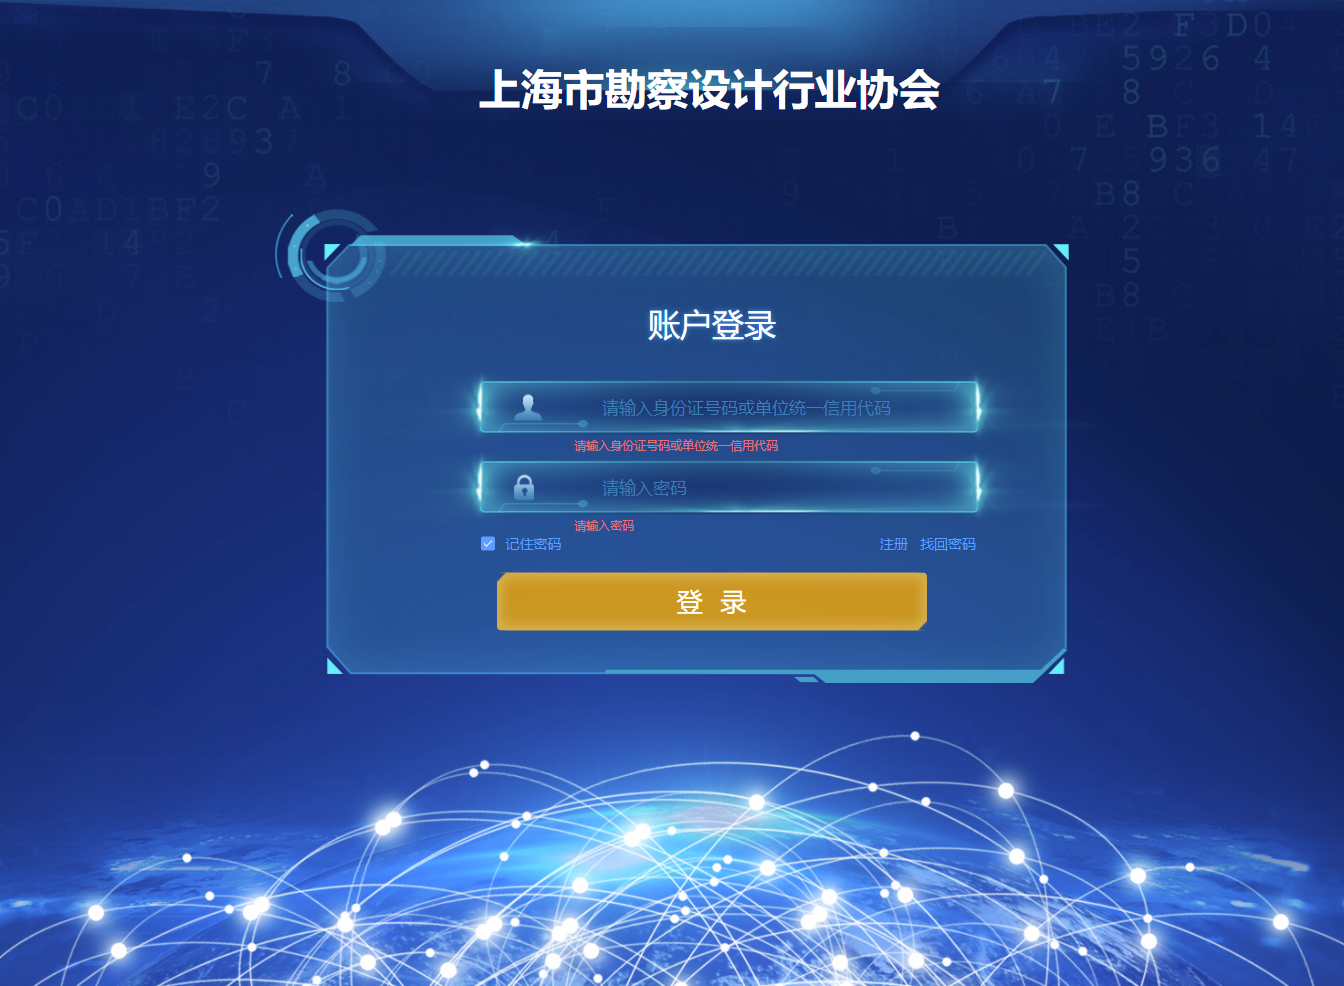 上海市勘察设计行业协会
账户登录
请输入身份证号码或单位统一信用代码
请输入身份证号码或单位统一信用代码
请输入密码
请输入密码
记住密码 注册 找回密码
登 录